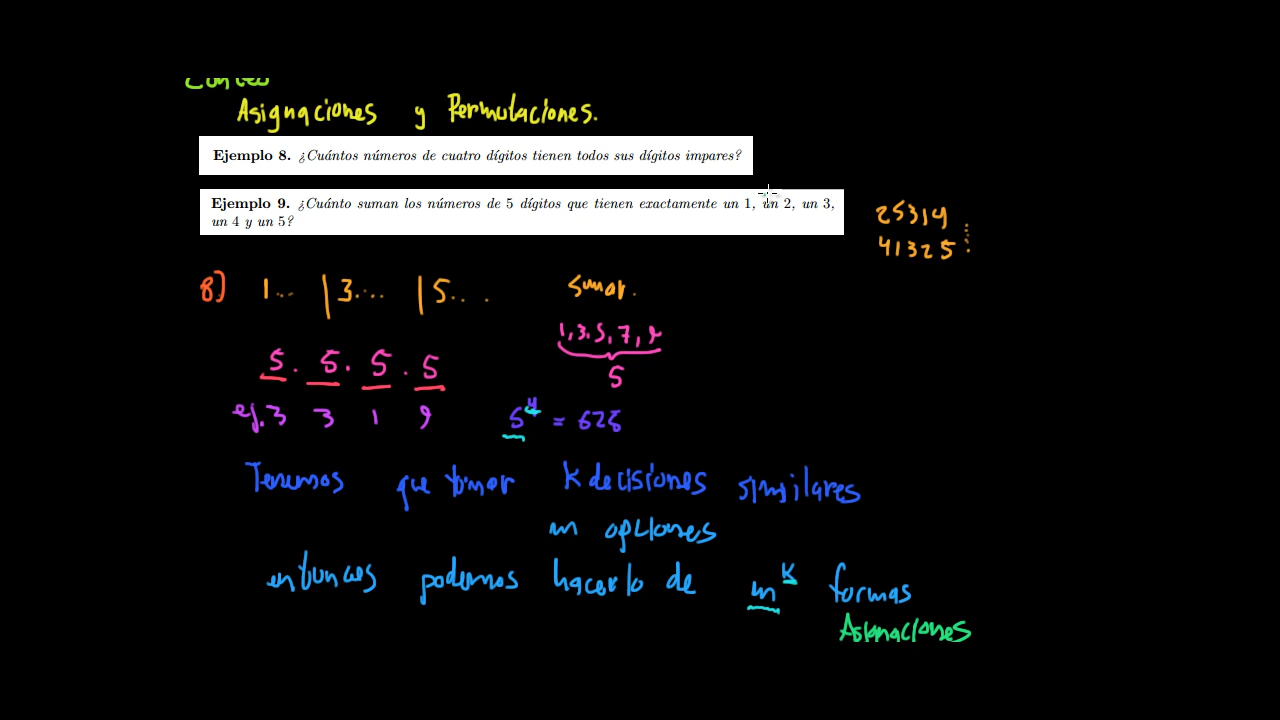 Conteo
Asignaciones y Permutaciones.
Ejemplo 8. ¿Cuántos números de cuatro dígitos tienen todos sus dígitos impares?
Ejemplo 9. ¿Cuánto suman los números de 5 dígitos que tienen exactamente un 1, un 2, un 3,
un 4 y un 5?
25314
41325
8) 1... | 3.... | 5.... sumar.
1, 3, 5, 7, 9
5
5 . 5 . 5 . 5
ej. 3 3 1 9 5^4 = 625
Tenemos que tomar K decisiones similares
m opciones
entonces podemos hacerlo de m^K formas
Asignaciones